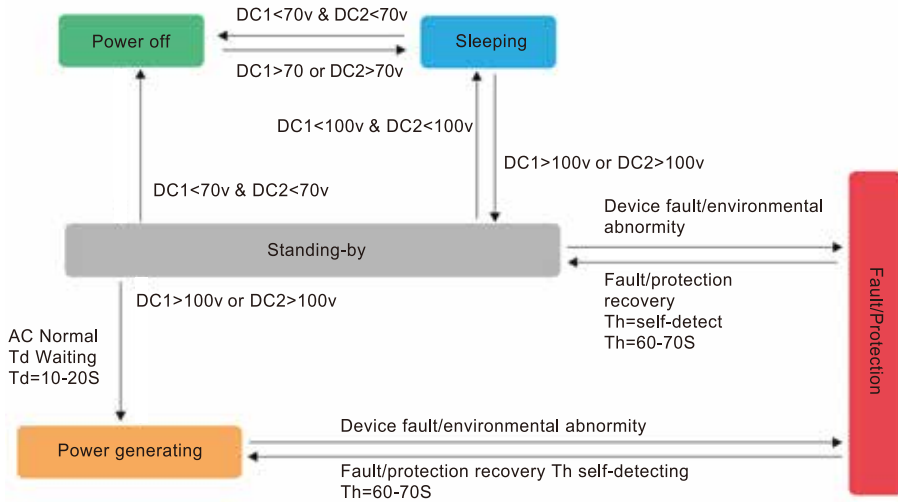 DC1<70v & DC2<70v
Power off
Sleeping
DC1>70 or DC2>70v
DC1<100v & DC2<100v
DC1>100v or DC2>100v
DC1<70v & DC2<70v
Device fault/environmental
abnormity
Standing-by
Fault/protection
recovery
Th=self-detect
Th=60-70S
Fault/Protection
DC1>100v or DC2>100v
AC Normal
Td Waiting
Td=10-20S
Device fault/environmental abnormity
Power generating
Fault/protection recovery Th self-detecting
Th=60-70S